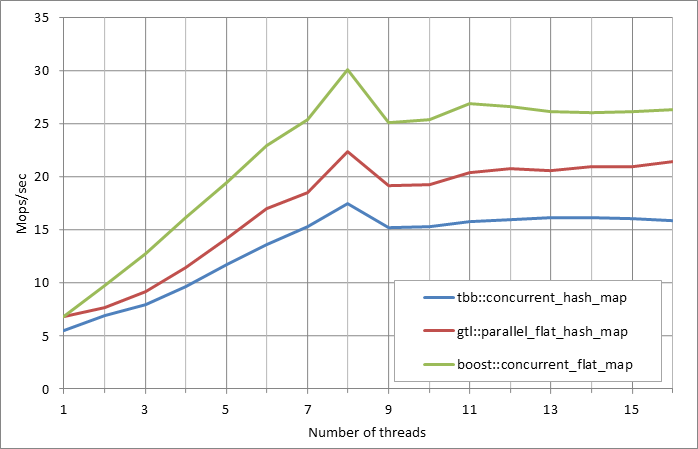 35
30
25
20
15
10
5
0
Mops/sec
tbb::concurrent_hash_map
gtl::parallel_flat_hash_map
boost::concurrent_flat_map
1 3 5 7 9 11 13 15
Number of threads